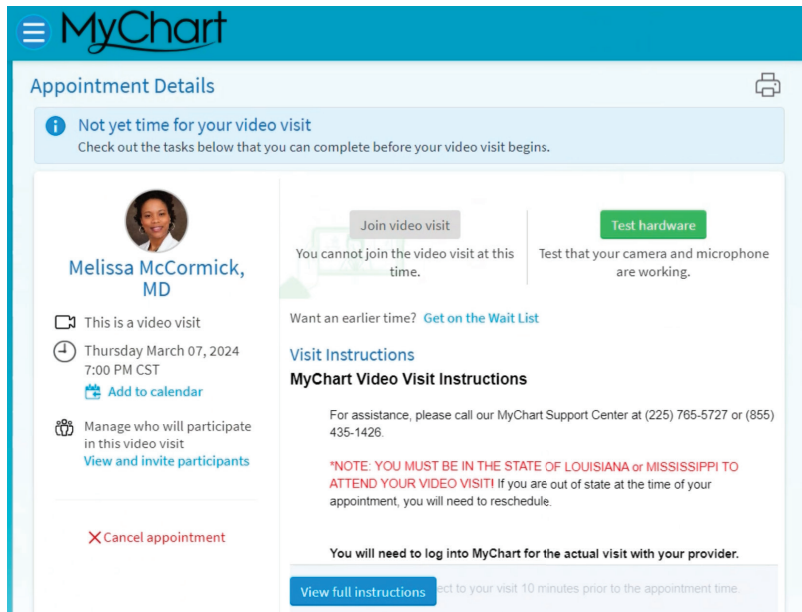 MyChart
Appointment Details
Not yet time for your video visit
Check out the tasks below that you can complete before your video visit begins.
Melissa McCormick,
MD
This is a video visit
Thursday March 07, 2024
7:00 PM CST
Add to calendar
Manage who will participate
in this video visit
View and invite participants
Cancel appointment
Join video visit
You cannot join the video visit at this
time.
Test hardware
Test that your camera and microphone
are working.
Want an earlier time? Get on the Wait List
Visit Instructions
MyChart Video Visit Instructions
For assistance, please call our MyChart Support Center at (225) 765-5727 or (855)
435-1426.
*NOTE: YOU MUST BE IN THE STATE OF LOUISIANA or MISSISSIPPI TO
ATTEND YOUR VIDEO VISIT! If you are out of state at the time of your
appointment, you will need to reschedule.
You will need to log into MyChart for the actual visit with your provider.
View full instructions
ect to your visit 10 minutes prior to the appointment time.